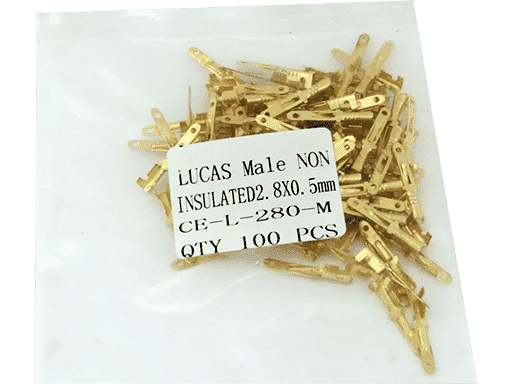 LUCAS Male NON
INSULATED2.8X0.5mm
CE-L-280-M
QTY 100 PCS